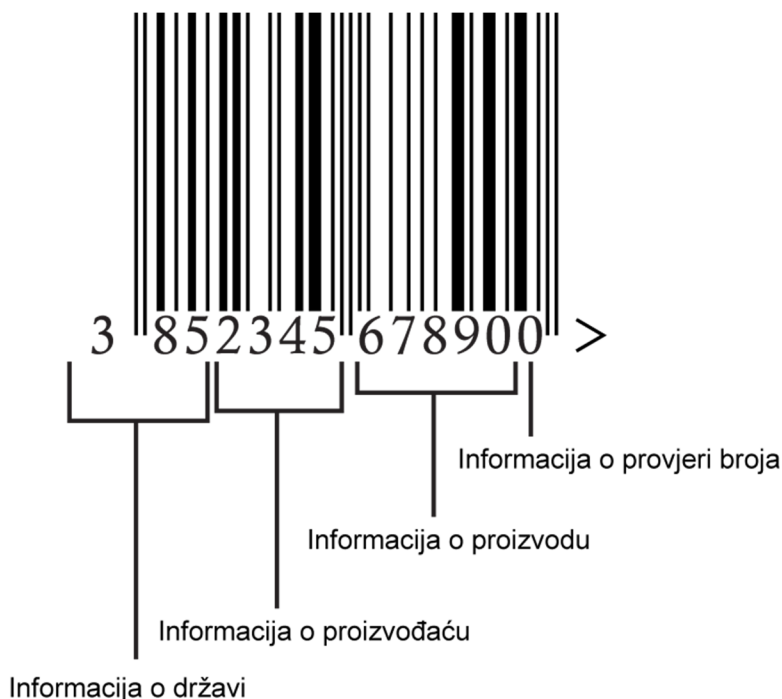 3 852345 678900 >
Informacija o provjeri broja
Informacija o proizvodu
Informacija o proizvođaću
Informacija o državi